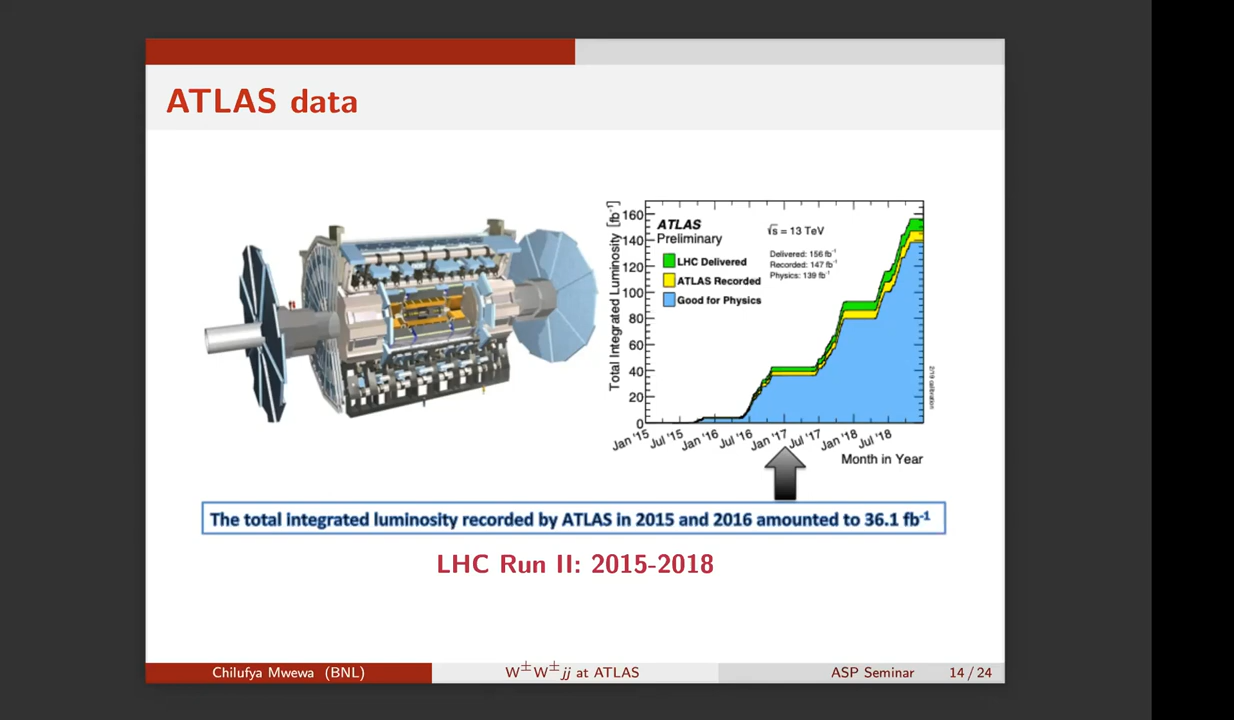 ATLAS data
Total Integrated Luminosity [fb⁻¹]
160
140
120
100
80
60
40
20
0
ATLAS
Preliminary
√s = 13 TeV
Delivered: 156 fb⁻¹
Recorded: 147 fb⁻¹
Physics: 139 fb⁻¹
LHC Delivered
ATLAS Recorded
Good for Physics
2/19 calibration
Jan '15 Jul '15 Jan '16 Jul '16 Jan '17 Jul '17 Jan '18 Jul '18
Month in Year
The total integrated luminosity recorded by ATLAS in 2015 and 2016 amounted to 36.1 fb⁻¹
LHC Run II: 2015-2018
Chilufya Mwewa (BNL) W±W±jj at ATLAS ASP Seminar 14 / 24